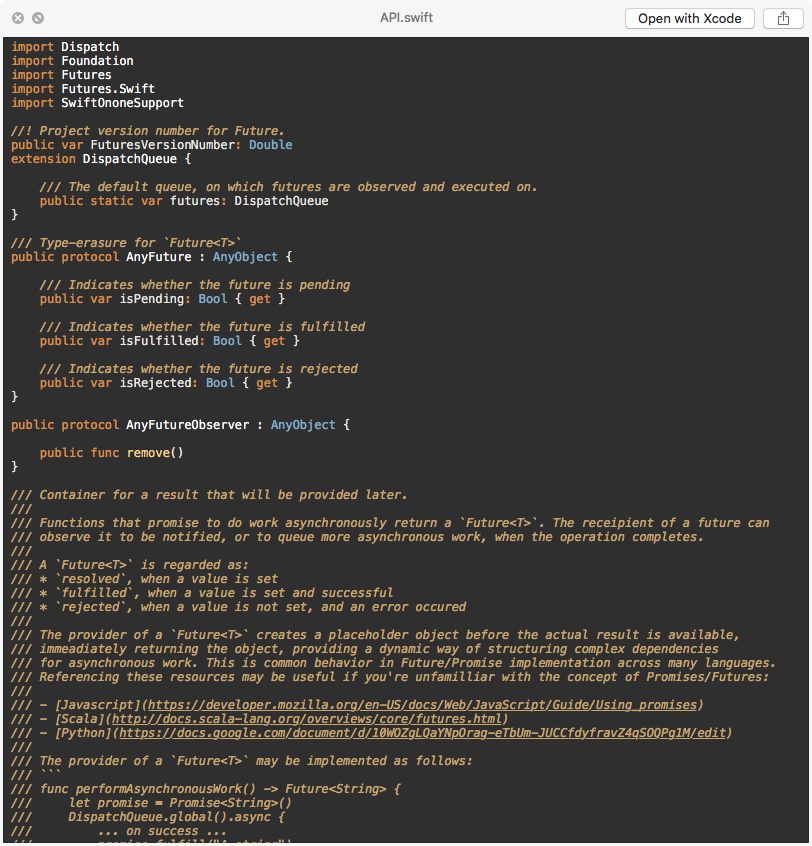 API.swift
Open with Xcode
import Dispatch
import Foundation
import Futures
import Futures.Swift
import SwiftOnoneSupport
//! Project version number for Future.
public var FuturesVersionNumber: Double
extension DispatchQueue {
/// The default queue, on which futures are observed and executed on.
public static var futures: DispatchQueue
}
/// Type-erasure for `Future<T>`
public protocol AnyFuture : AnyObject {
/// Indicates whether the future is pending
public var isPending: Bool { get }
/// Indicates whether the future is fulfilled
public var isFulfilled: Bool { get }
/// Indicates whether the future is rejected
public var isRejected: Bool { get }
}
public protocol AnyFutureObserver : AnyObject {
public func remove()
}
/// Container for a result that will be provided later.
///
/// Functions that promise to do work asynchronously return a `Future<T>`. The receipient of a future can
/// observe it to be notified, or to queue more asynchronous work, when the operation completes.
///
/// A `Future<T>` is regarded as:
/// * `resolved`, when a value is set
/// * `fulfilled`, when a value is set and successful
/// * `rejected`, when a value is not set, and an error occured
///
/// The provider of a `Future<T>` creates a placeholder object before the actual result is available,
/// immeadiately returning the object, providing a dynamic way of structuring complex dependencies
/// for asynchronous work. This is common behavior in Future/Promise implementation across many languages.
/// Referencing these resources may be useful if you're unfamilliar with the concept of Promises/Futures:
///
/// - [Javascript](https://developer.mozilla.org/en-US/docs/Web/JavaScript/Guide/Using_promises)
/// - [Scala](http://docs.scala-lang.org/overviews/core/futures.html)
/// - [Python](https://docs.google.com/document/d/10WOZgLQaYNpOrag-eTbUm-JUCCfdyfravZ4qSOQPg1M/edit)
///
/// The provider of a `Future<T>` may be implemented as follows:
/// ```
/// func performAsynchronousWork() -> Future<String> {
///     let promise = Promise<String>()
///     DispatchQueue.global().async {
///         ... on success ...
///         promise.fulfill("A string")